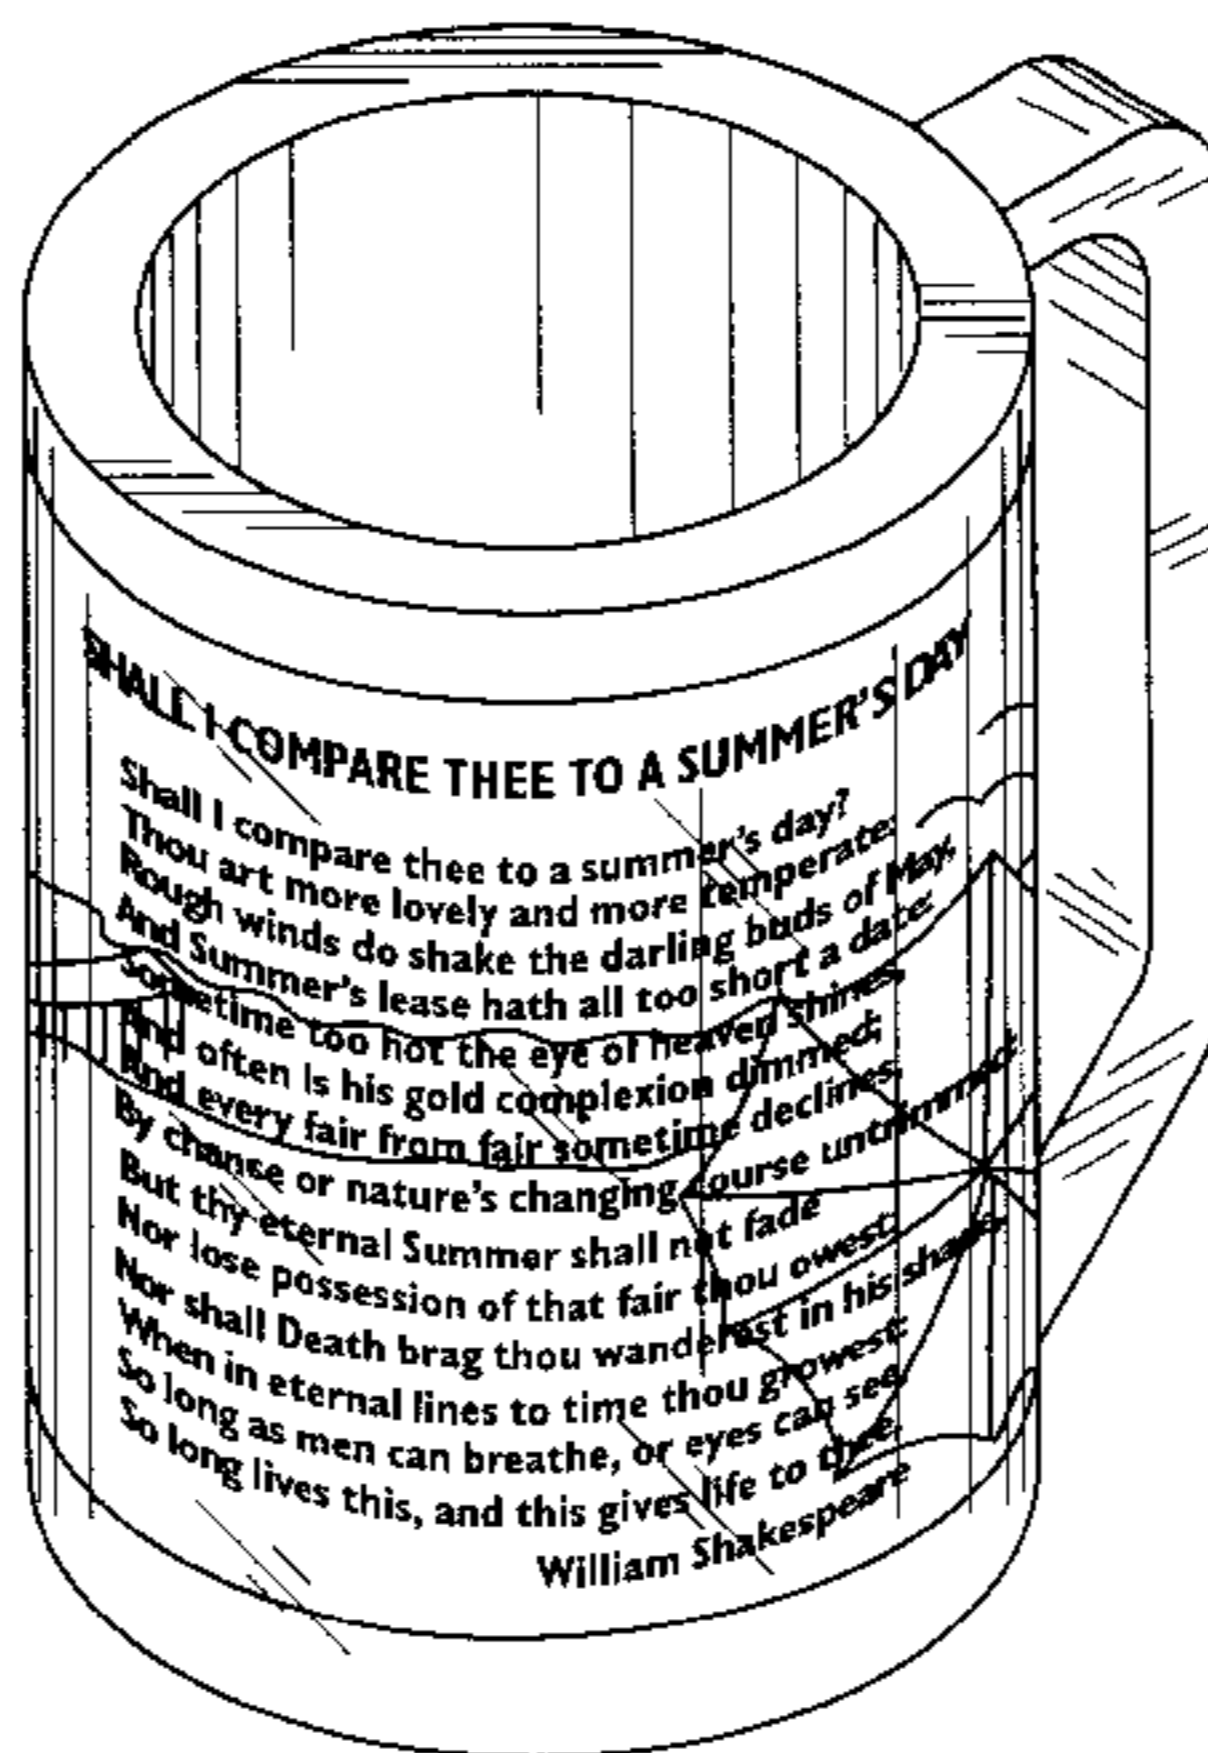 SHALL I COMPARE THEE TO A SUMMER'S DAY
Shall I compare thee to a summer's day?
Thou art more lovely and more temperate:
Rough winds do shake the darling buds of May,
And Summer's lease hath all too short a date:
Sometime too hot the eye of heaven shines,
And often is his gold complexion dimmed;
And every fair from fair sometime declines,
By chanse or nature's changing course untrimmed
But thy eternal Summer shall not fade
Nor lose possession of that fair thou owest:
Nor shall Death brag thou wanderest in his shade
When in eternal lines to time thou growest:
So long as men can breathe, or eyes can see,
So long lives this, and this gives life to thee.
William Shakespeare